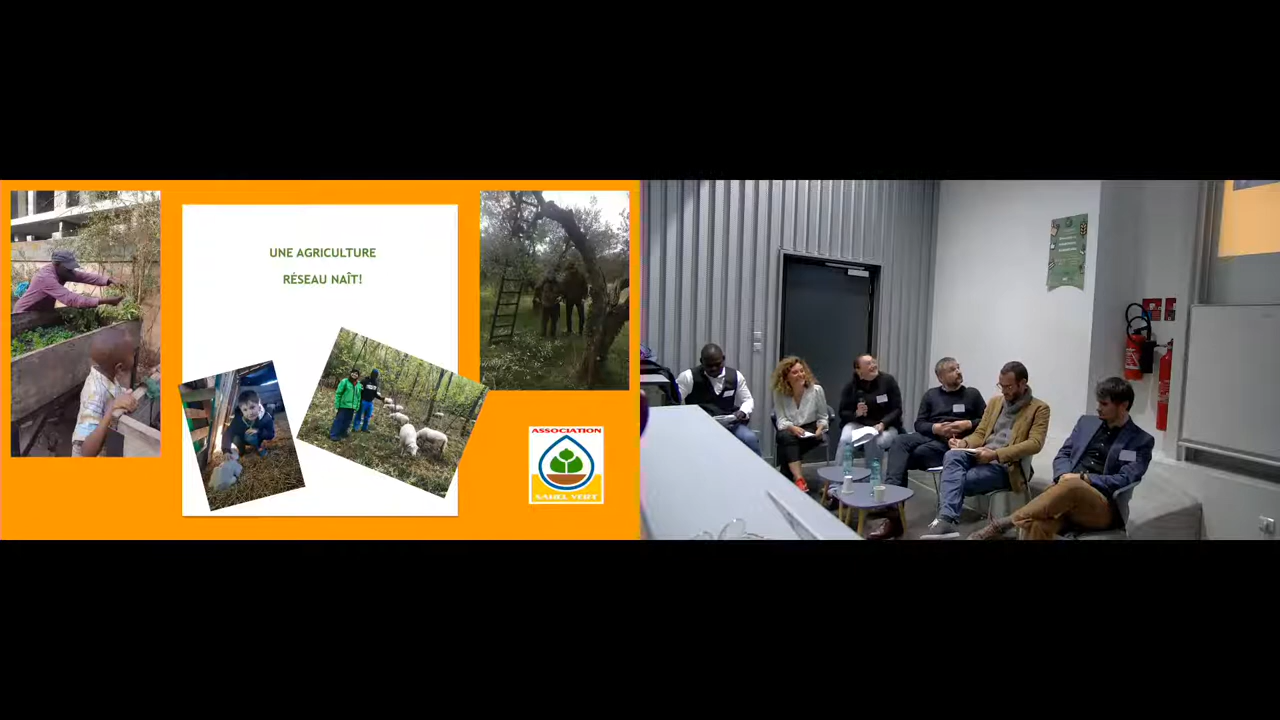 UNE AGRICULTURE
RÉSEAU NAÎT!
ASSOCIATION
SAHEL VERT